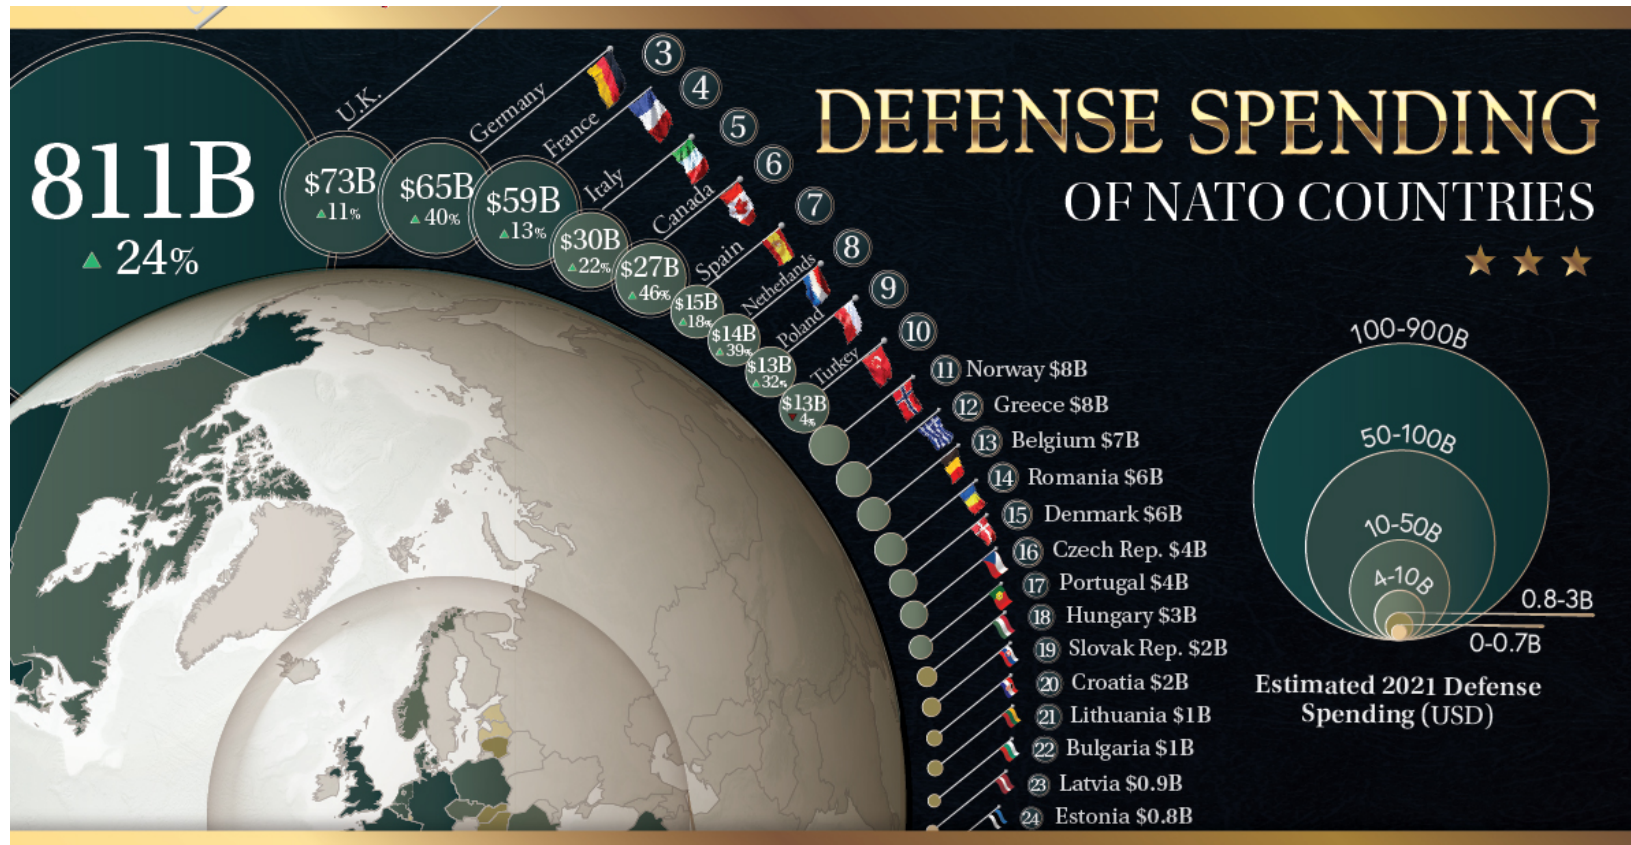 DEFENSE SPENDING
OF NATO COUNTRIES
811B
24%
U.K.
$73B
11%
Germany
3
$65B
40%
France
4
$59B
13%
Italy
5
$30B
22%
Canada
6
$27B
46%
Spain
7
$15B
18%
Netherlands
8
$14B
39%
Poland
9
$13B
32%
Turkey
10
$13B
4%
11 Norway $8B
12 Greece $8B
13 Belgium $7B
14 Romania $6B
15 Denmark $6B
16 Czech Rep. $4B
17 Portugal $4B
18 Hungary $3B
19 Slovak Rep. $2B
20 Croatia $2B
21 Lithuania $1B
22 Bulgaria $1B
23 Latvia $0.9B
24 Estonia $0.8B
100-900B
50-100B
10-50B
4-10B
0.8-3B
0-0.7B
Estimated 2021 Defense
Spending (USD)